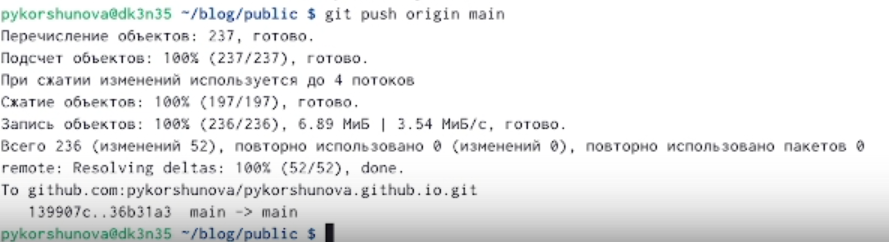 pykorshunova@dk3n35 ~/blog/public $ git push origin main
Перечисление объектов: 237, готово.
Подсчет объектов: 100% (237/237), готово.
При сжатии изменений используется до 4 потоков
Сжатие объектов: 100% (197/197), готово.
Запись объектов: 100% (236/236), 6.89 МиБ | 3.54 МиБ/с, готово.
Всего 236 (изменений 52), повторно использовано 0 (изменений 0), повторно использовано пакетов 0
remote: Resolving deltas: 100% (52/52), done.
To github.com:pykorshunova/pykorshunova.github.io.git
139907c..36b31a3  main -> main
pykorshunova@dk3n35 ~/blog/public $